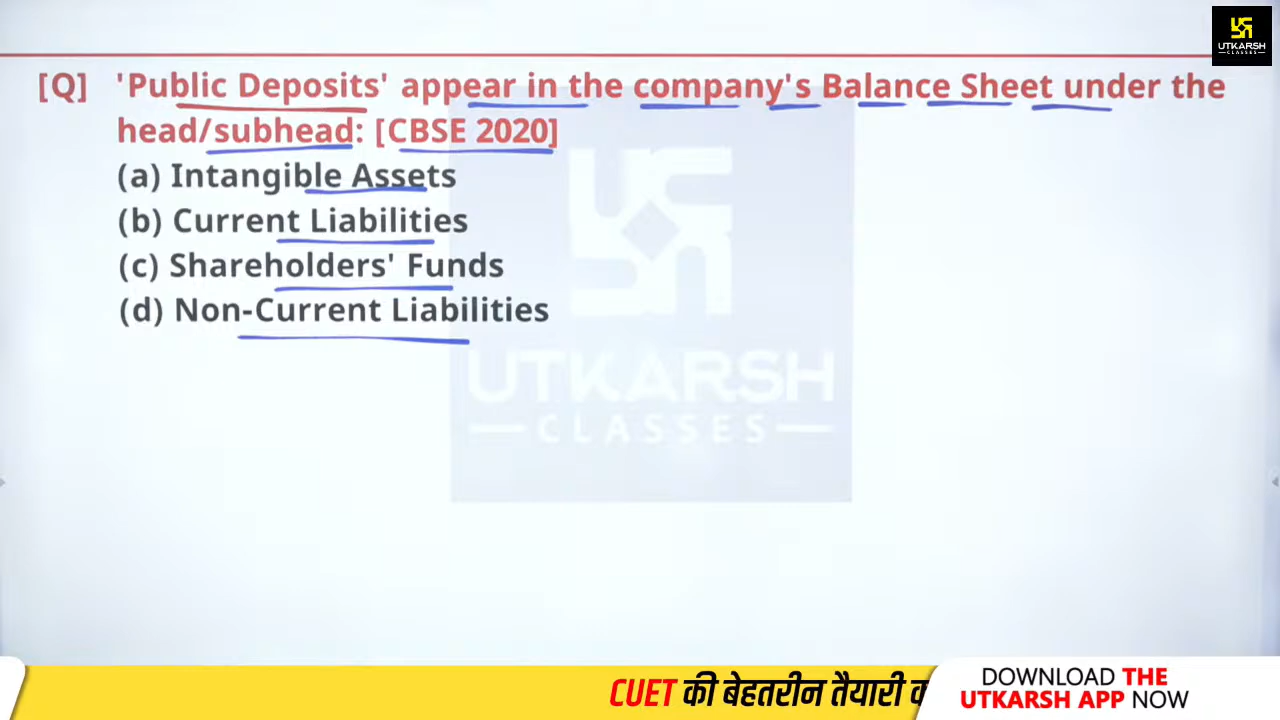 UTKARSH
CLASSES
[Q] 'Public Deposits' appear in the company's Balance Sheet under the
head/subhead: [CBSE 2020]
(a) Intangible Assets
(b) Current Liabilities
(c) Shareholders' Funds
(d) Non-Current Liabilities
UTKARSH
CLASSES
CUET की बेहतरीन तैयारी
DOWNLOAD THE
UTKARSH APP NOW